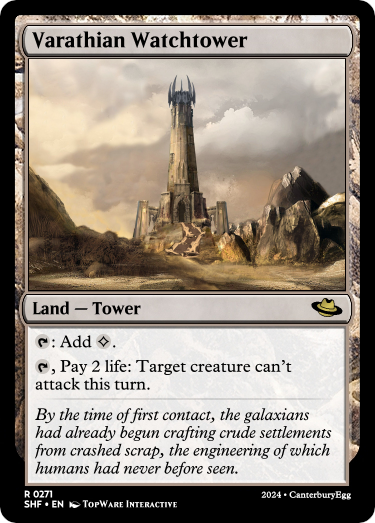 Varathian Watchtower
Land — Tower
: Add .
, Pay 2 life: Target creature can't
attack this turn.
By the time of first contact, the galaxians
had already begun crafting crude settlements
from crashed scrap, the engineering of which
humans had never before seen.
R 0271
SHF • EN TopWare Interactive
2024 • CanterburyEgg